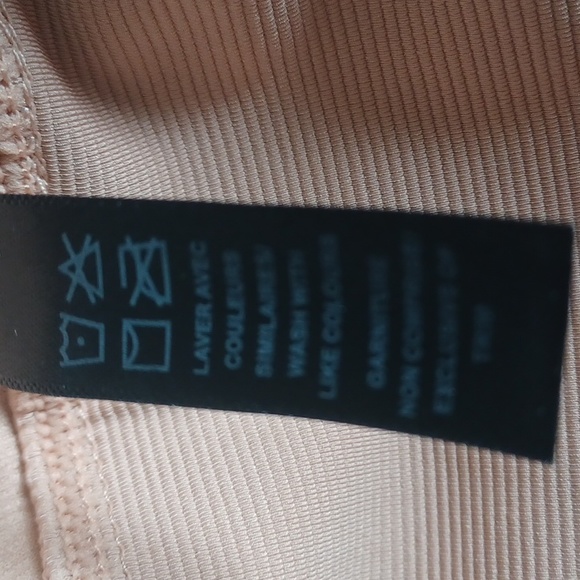 LAVER AVEC
COULEURS
SIMILAIRES/
WASH WITH
LIKE COLOURS
GARNITURE
NON COMPRISE/
EXCLUSIVE OF
TRIM